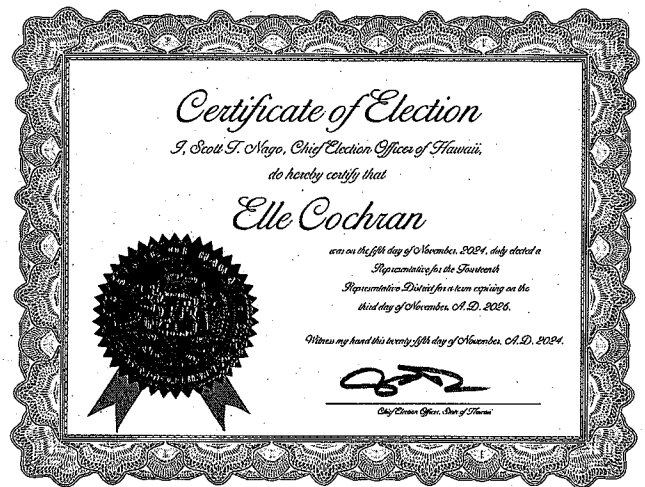 Certificate of Election
I, Scott T. Nago, Chief Election Officer of Hawaii,
do hereby certify that
Elle Cochran
was on the fifth day of November, 2024, duly elected a
Representative for the Fourteenth
Representative District for a term expiring on the
third day of November, A.D. 2026.
Witness my hand this twenty-fifth day of November, A.D. 2024.
Chief Election Officer, State of Hawaii